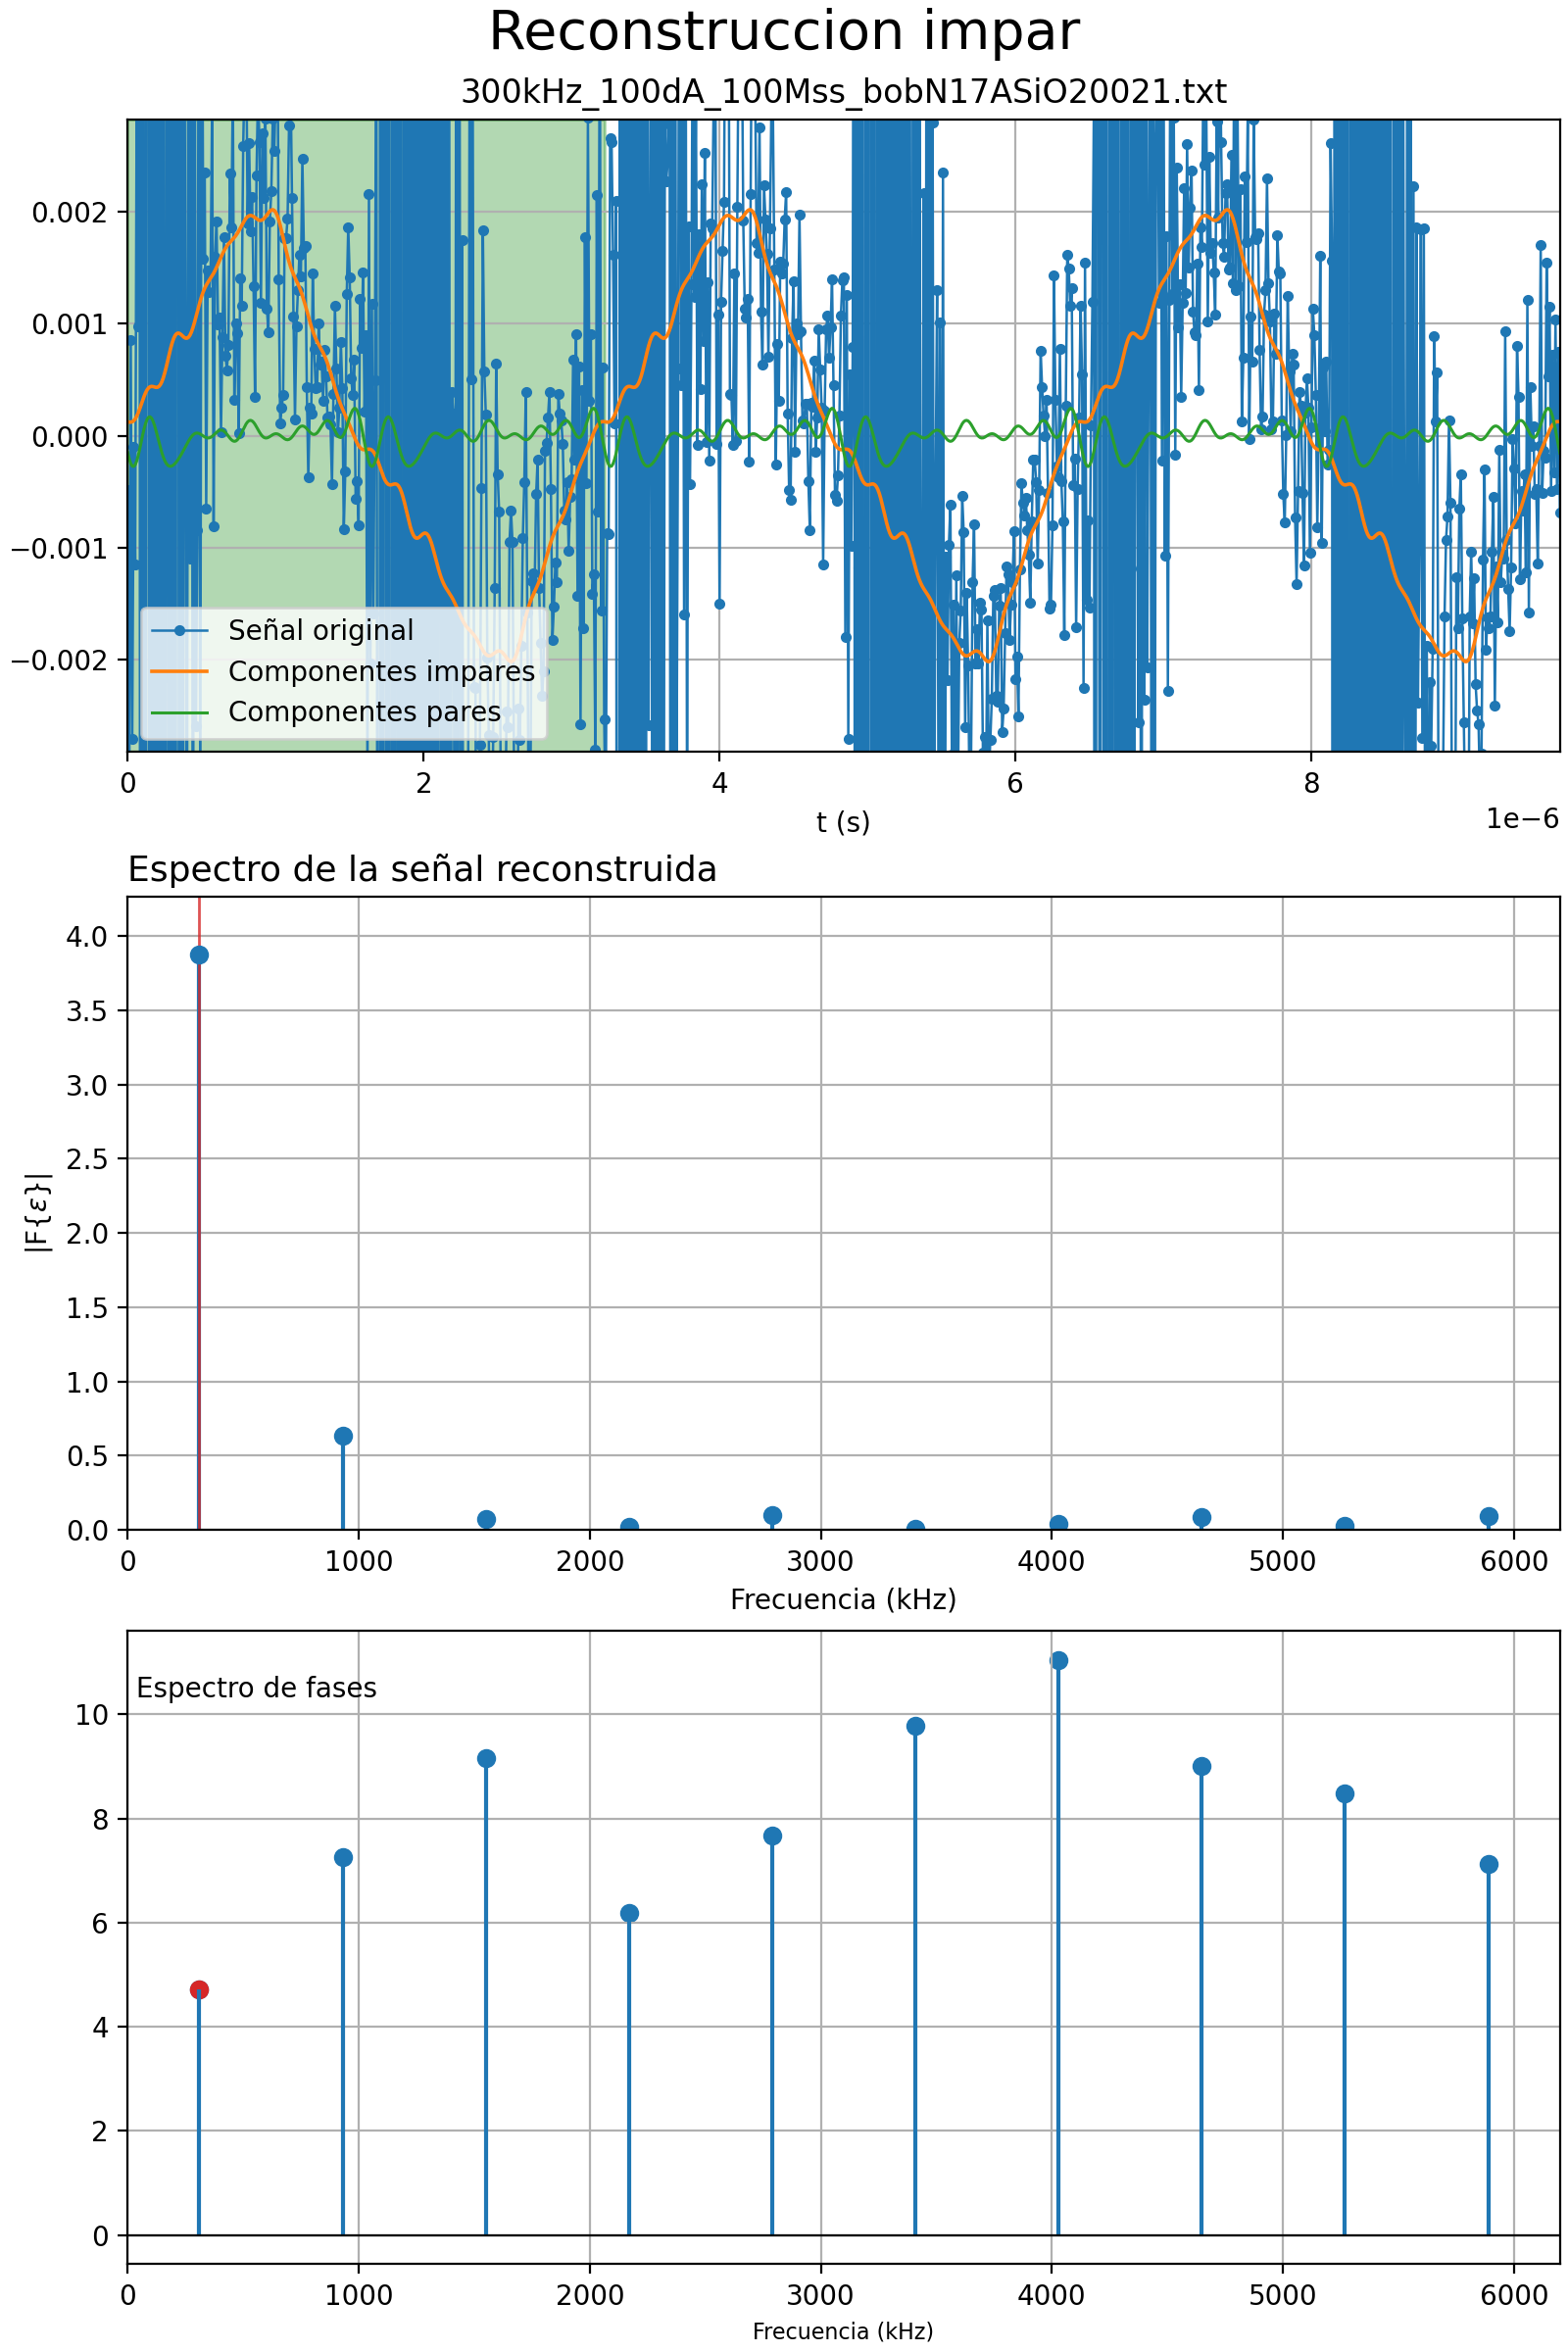 Reconstruccion impar
300kHz_100dA_100Mss_bobN17ASiO20021.txt
0.002
0.001
0.000
−0.001
−0.002
Señal original
Componentes impares
Componentes pares
0 2 4 6 8
1e−6
t (s)
Espectro de la señal reconstruida
4.0
3.5
3.0
2.5
2.0
1.5
1.0
0.5
0.0
|F{ε}|
0 1000 2000 3000 4000 5000 6000
Frecuencia (kHz)
Espectro de fases
10
8
6
4
2
0
0 1000 2000 3000 4000 5000 6000
Frecuencia (kHz)